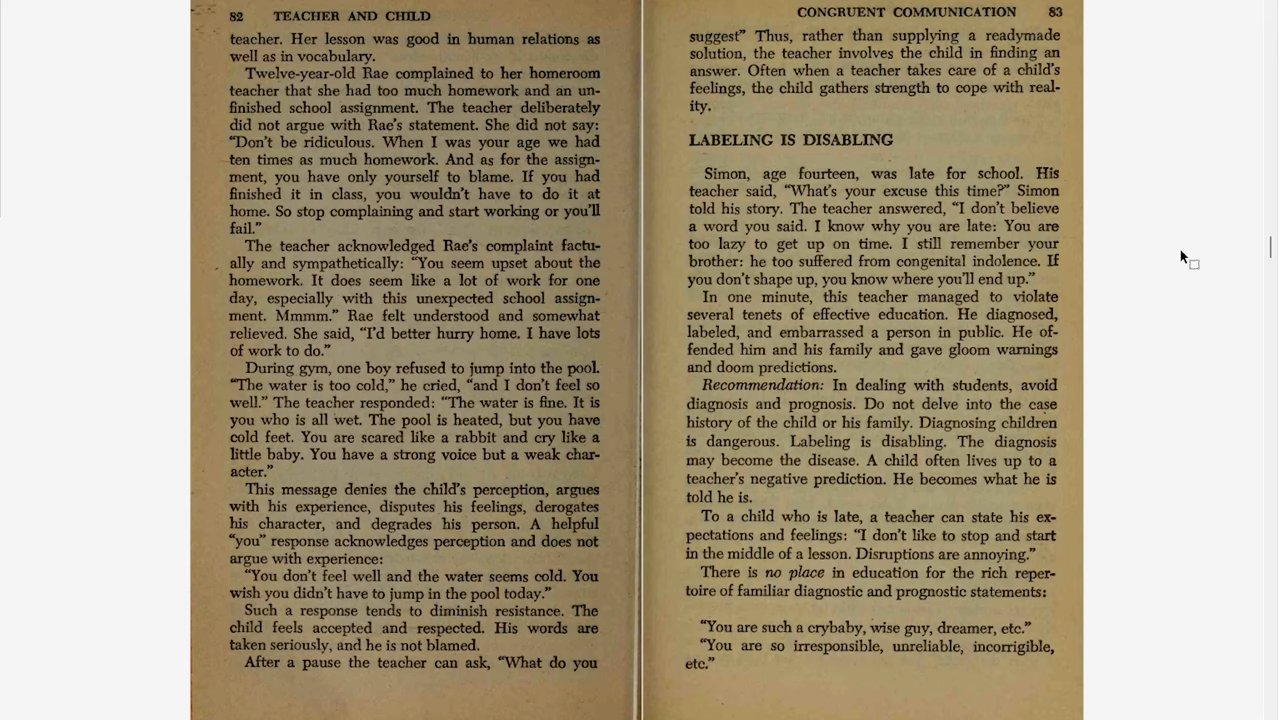 82 TEACHER AND CHILD
teacher. Her lesson was good in human relations as
well as in vocabulary.
Twelve-year-old Rae complained to her homeroom
teacher that she had too much homework and an un-
finished school assignment. The teacher deliberately
did not argue with Rae's statement. She did not say:
"Don't be ridiculous. When I was your age we had
ten times as much homework. And as for the assign-
ment, you have only yourself to blame. If you had
finished it in class, you wouldn't have to do it at
home. So stop complaining and start working or you'll
fail."
The teacher acknowledged Rae's complaint factu-
ally and sympathetically: "You seem upset about the
homework. It does seem like a lot of work for one
day, especially with this unexpected school assign-
ment. Mmmm." Rae felt understood and somewhat
relieved. She said, "I'd better hurry home. I have lots
of work to do."
During gym, one boy refused to jump into the pool.
"The water is too cold," he cried, "and I don't feel so
well." The teacher responded: "The water is fine. It is
you who is all wet. The pool is heated, but you have
cold feet. You are scared like a rabbit and cry like a
little baby. You have a strong voice but a weak char-
acter."
This message denies the child's perception, argues
with his experience, disputes his feelings, derogates
his character, and degrades his person. A helpful
"you" response acknowledges perception and does not
argue with experience:
"You don't feel well and the water seems cold. You
wish you didn't have to jump in the pool today."
Such a response tends to diminish resistance. The
child feels accepted and respected. His words are
taken seriously, and he is not blamed.
After a pause the teacher can ask, "What do you
CONGRUENT COMMUNICATION 83
suggest" Thus, rather than supplying a readymade
solution, the teacher involves the child in finding an
answer. Often when a teacher takes care of a child's
feelings, the child gathers strength to cope with real-
ity.
LABELING IS DISABLING
Simon, age fourteen, was late for school. His
teacher said, "What's your excuse this time?" Simon
told his story. The teacher answered, "I don't believe
a word you said. I know why you are late: You are
too lazy to get up on time. I still remember your
brother: he too suffered from congenital indolence. If
you don't shape up, you know where you'll end up."
In one minute, this teacher managed to violate
several tenets of effective education. He diagnosed,
labeled, and embarrassed a person in public. He of-
fended him and his family and gave gloom warnings
and doom predictions.
Recommendation: In dealing with students, avoid
diagnosis and prognosis. Do not delve into the case
history of the child or his family. Diagnosing children
is dangerous. Labeling is disabling. The diagnosis
may become the disease. A child often lives up to a
teacher's negative prediction. He becomes what he is
told he is.
To a child who is late, a teacher can state his ex-
pectations and feelings: "I don't like to stop and start
in the middle of a lesson. Disruptions are annoying."
There is no place in education for the rich reper-
toire of familiar diagnostic and prognostic statements:
"You are such a crybaby, wise guy, dreamer, etc."
"You are so irresponsible, unreliable, incorrigible,
etc."